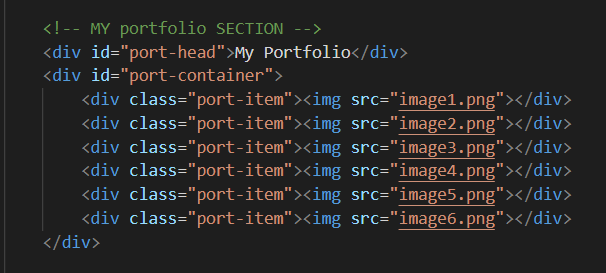 <!-- MY portfolio SECTION -->
<div id="port-head">My Portfolio</div>
<div id="port-container">
    <div class="port-item"><img src="image1.png"></div>
    <div class="port-item"><img src="image2.png"></div>
    <div class="port-item"><img src="image3.png"></div>
    <div class="port-item"><img src="image4.png"></div>
    <div class="port-item"><img src="image5.png"></div>
    <div class="port-item"><img src="image6.png"></div>
</div>